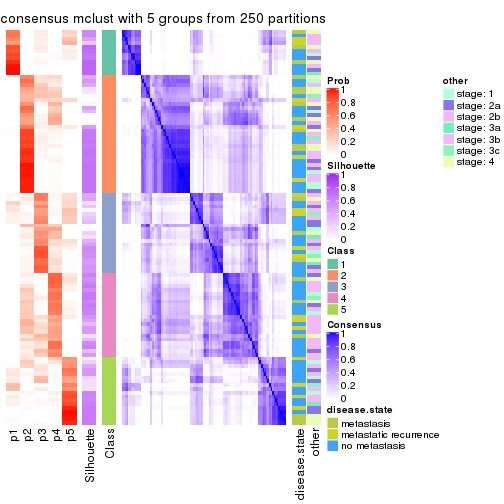 consensus mclust with 5 groups from 250 partitions
Prob
1
0.8
0.6
0.4
0.2
0
Silhouette
1
0.8
0.6
0.4
0.2
0
Class
1
2
3
4
5
Consensus
1
0.8
0.6
0.4
0.2
0
disease.state
metastasis
metastatic recurrence
no metastasis
other
stage: 1
stage: 2a
stage: 2b
stage: 3a
stage: 3b
stage: 3c
stage: 4
p1
p2
p3
p4
p5
Silhouette
Class
disease.state
other